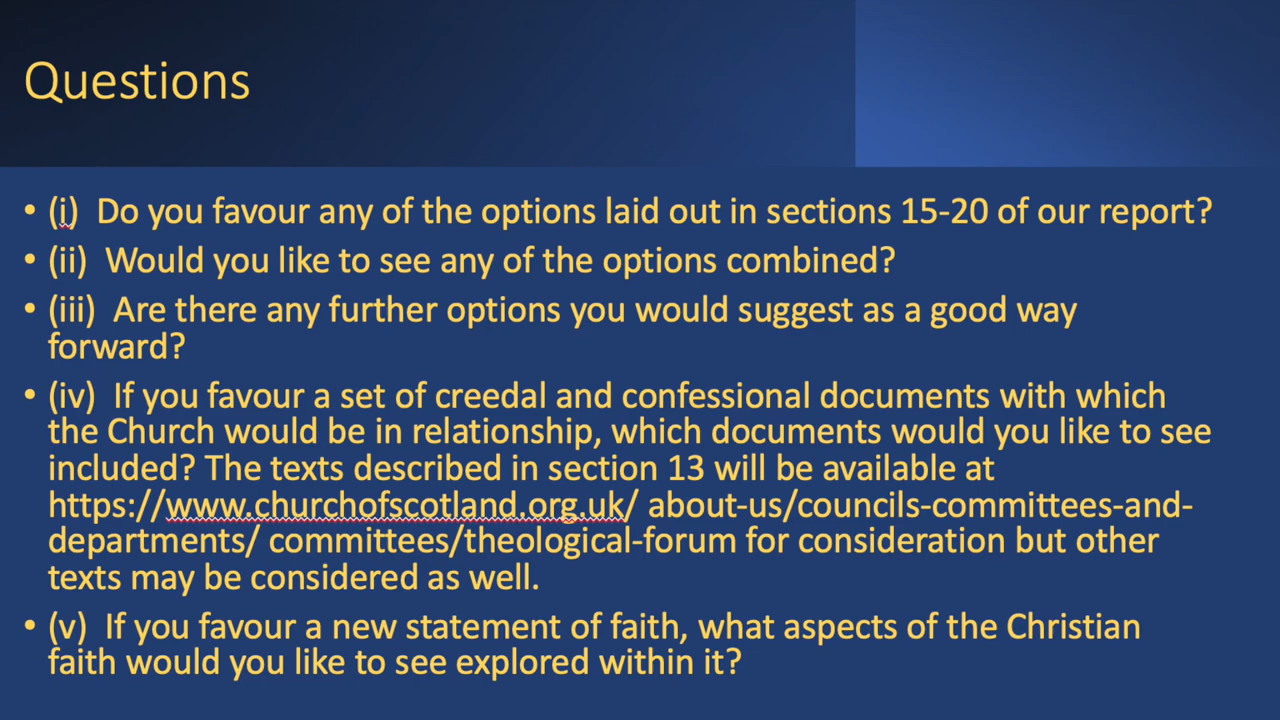 Questions
• (i)  Do you favour any of the options laid out in sections 15-20 of our report?
• (ii)  Would you like to see any of the options combined?
• (iii)  Are there any further options you would suggest as a good way
forward?
• (iv)  If you favour a set of creedal and confessional documents with which
the Church would be in relationship, which documents would you like to see
included? The texts described in section 13 will be available at
https://www.churchofscotland.org.uk/ about-us/councils-committees-and-
departments/ committees/theological-forum for consideration but other
texts may be considered as well.
• (v)  If you favour a new statement of faith, what aspects of the Christian
faith would you like to see explored within it?